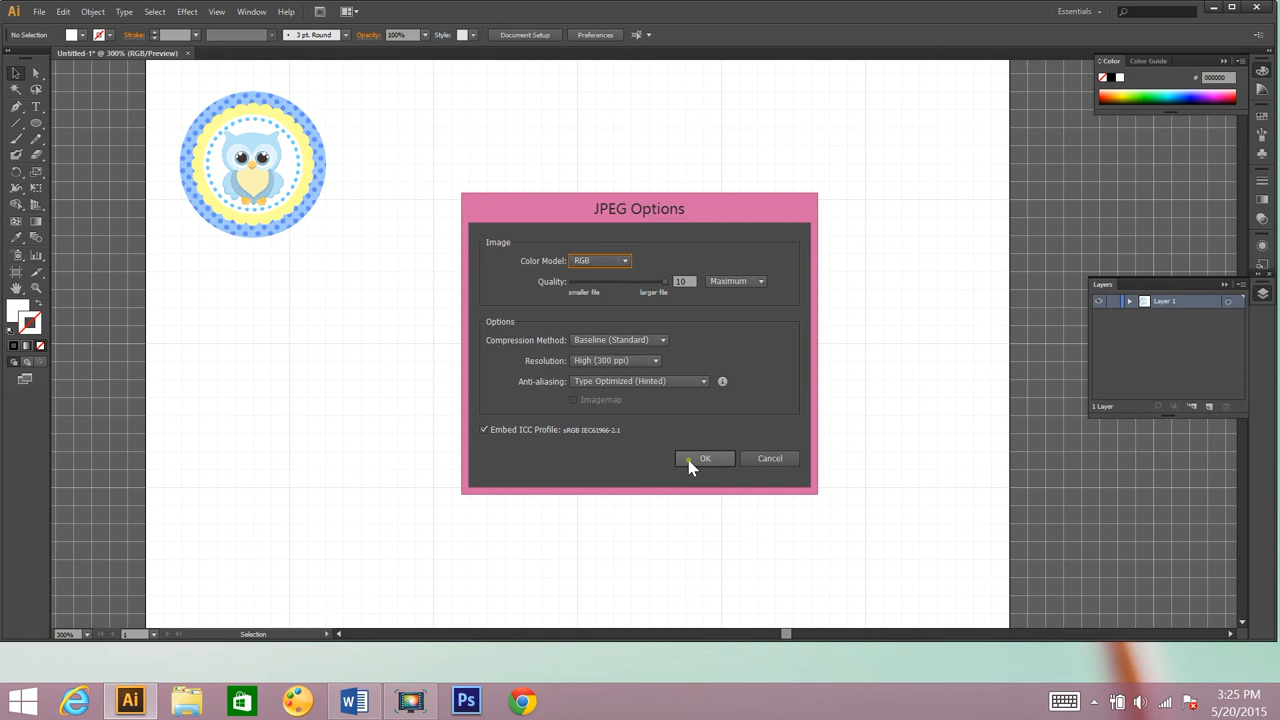 Ai File Edit Object Type Select Effect View Window Help Essentials
No Selection Stroke: 3 pt. Round Opacity: 100% Style: Document Setup Preferences
Untitled-1* @ 300% (RGB/Preview) ×
Color Color Guide
# 000000
JPEG Options
Image
Color Model: RGB
Quality: 10 Maximum
smaller file larger file
Options
Compression Method: Baseline (Standard)
Resolution: High (300 ppi)
Anti-aliasing: Type Optimized (Hinted)
Imagemap
Embed ICC Profile: sRGB IEC61966-2.1
OK Cancel
Layers
Layer 1
1 Layer
300% 1 Selection
Ai Ps
3:25 PM
5/20/2015